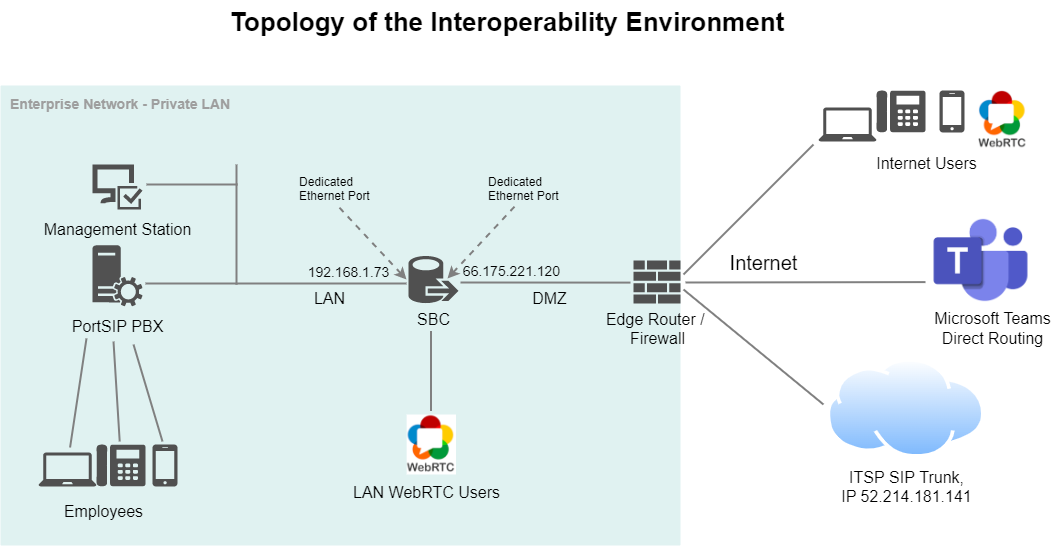 Topology of the Interoperability Environment
Enterprise Network - Private LAN
WebRTC
Internet Users
Dedicated
Ethernet Port
Dedicated
Ethernet Port
Management Station
192.168.1.73
66.175.221.120
Internet
T
LAN
DMZ
PortSIP PBX
SBC
Edge Router /
Firewall
Microsoft Teams
Direct Routing
WebRTC
LAN WebRTC Users
Employees
ITSP SIP Trunk,
IP 52.214.181.141